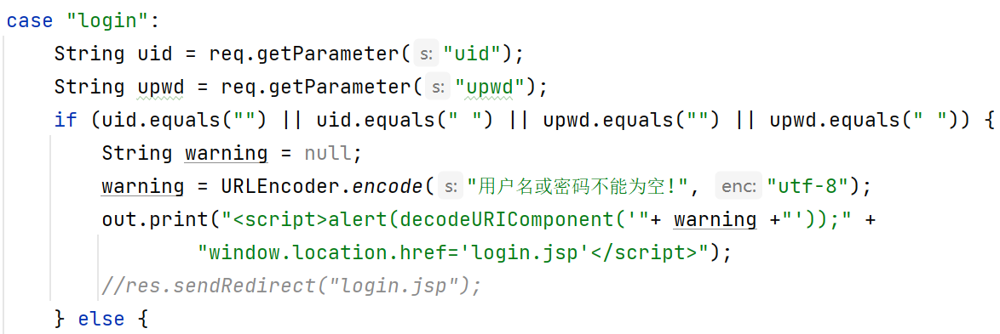 case "login":
String uid = req.getParameter( s: "uid");
String upwd = req.getParameter( s: "upwd");
if (uid.equals("") || uid.equals(" ") || upwd.equals("") || upwd.equals(" ")) {
String warning = null;
warning = URLEncoder.encode( s: "用户名或密码不能为空!", enc: "utf-8");
out.print("<script>alert(decodeURIComponent('"+ warning +"'));" +
"window.location.href='login.jsp'</script>");
//res.sendRedirect("login.jsp");
} else {